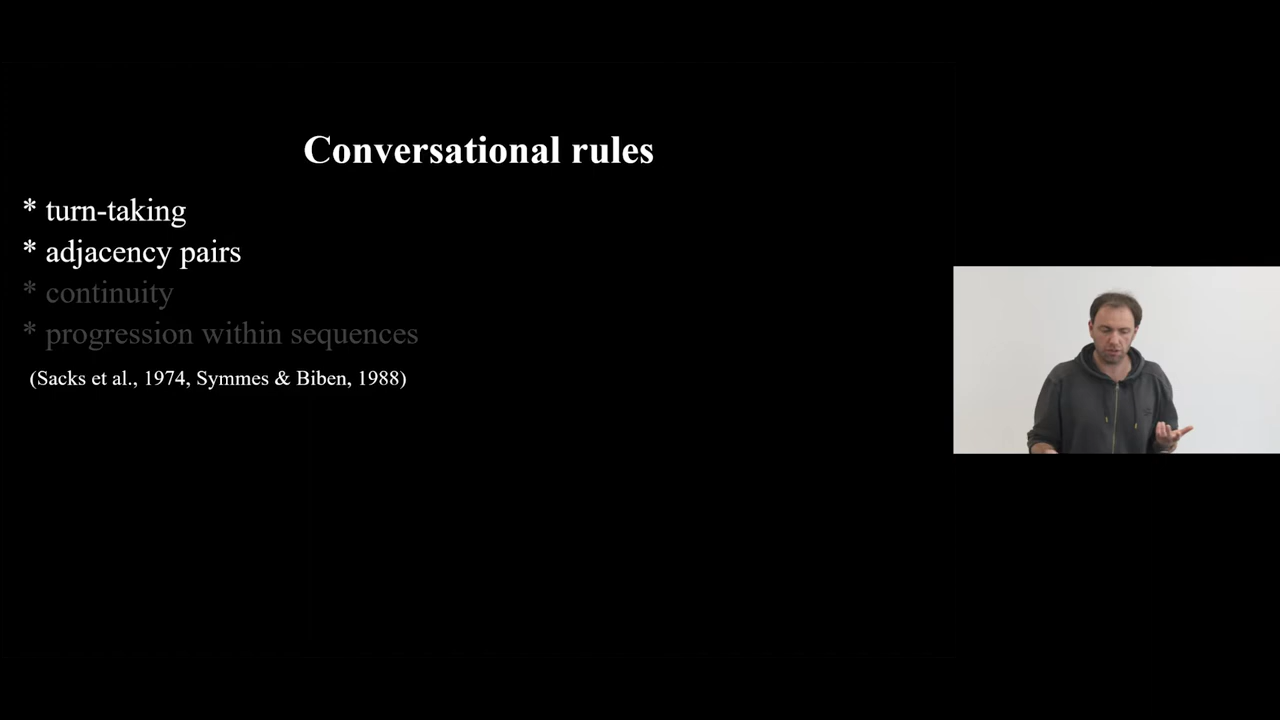 Conversational rules
* turn-taking
* adjacency pairs
* continuity
* progression within sequences
(Sacks et al., 1974, Symmes & Biben, 1988)